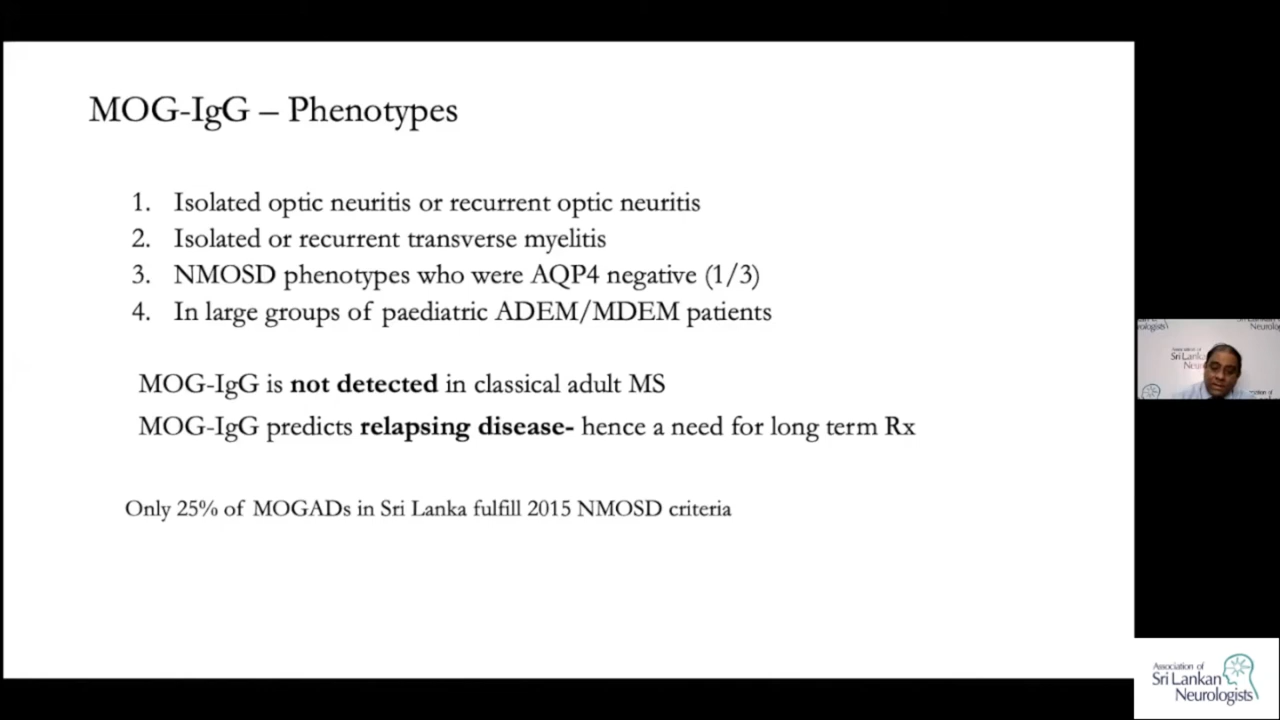 MOG-IgG – Phenotypes
1. Isolated optic neuritis or recurrent optic neuritis
2. Isolated or recurrent transverse myelitis
3. NMOSD phenotypes who were AQP4 negative (1/3)
4. In large groups of paediatric ADEM/MDEM patients
MOG-IgG is not detected in classical adult MS
MOG-IgG predicts relapsing disease- hence a need for long term Rx
Only 25% of MOGADs in Sri Lanka fulfill 2015 NMOSD criteria
Neurologists
Association of
Sri Lankan
Neurologists